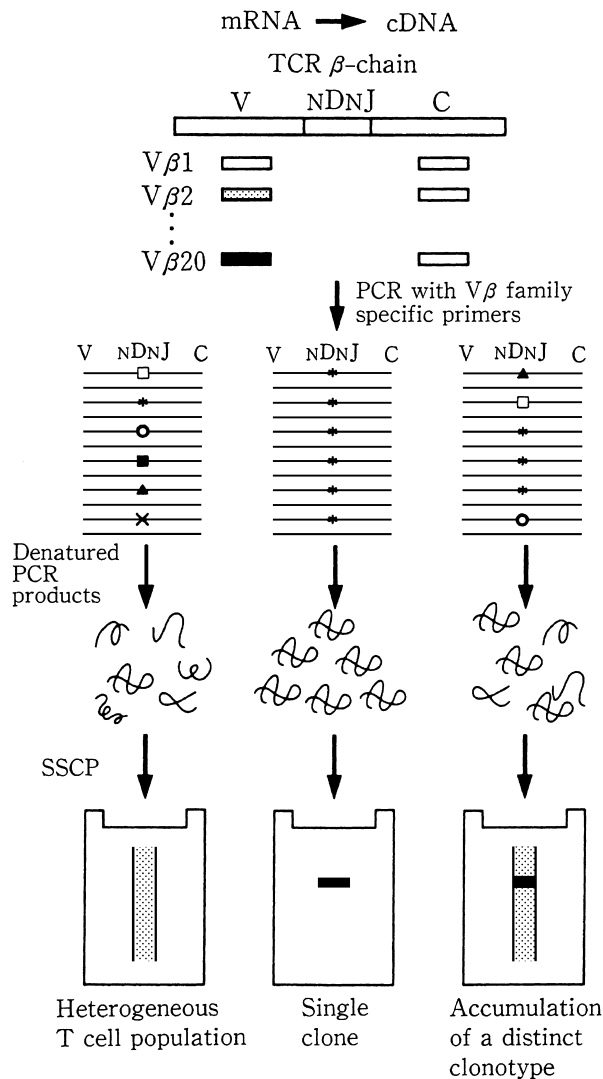 mRNA → cDNA
TCR β-chain
V NDNJ C
Vβ1
Vβ2
Vβ20
PCR with Vβ family
specific primers
V NDNJ C NDNJ V NDNJ C
Denatured
PCR
products
SSCP
Heterogeneous
T cell population
Single
clone
Accumulation
of a distinct
clonotype